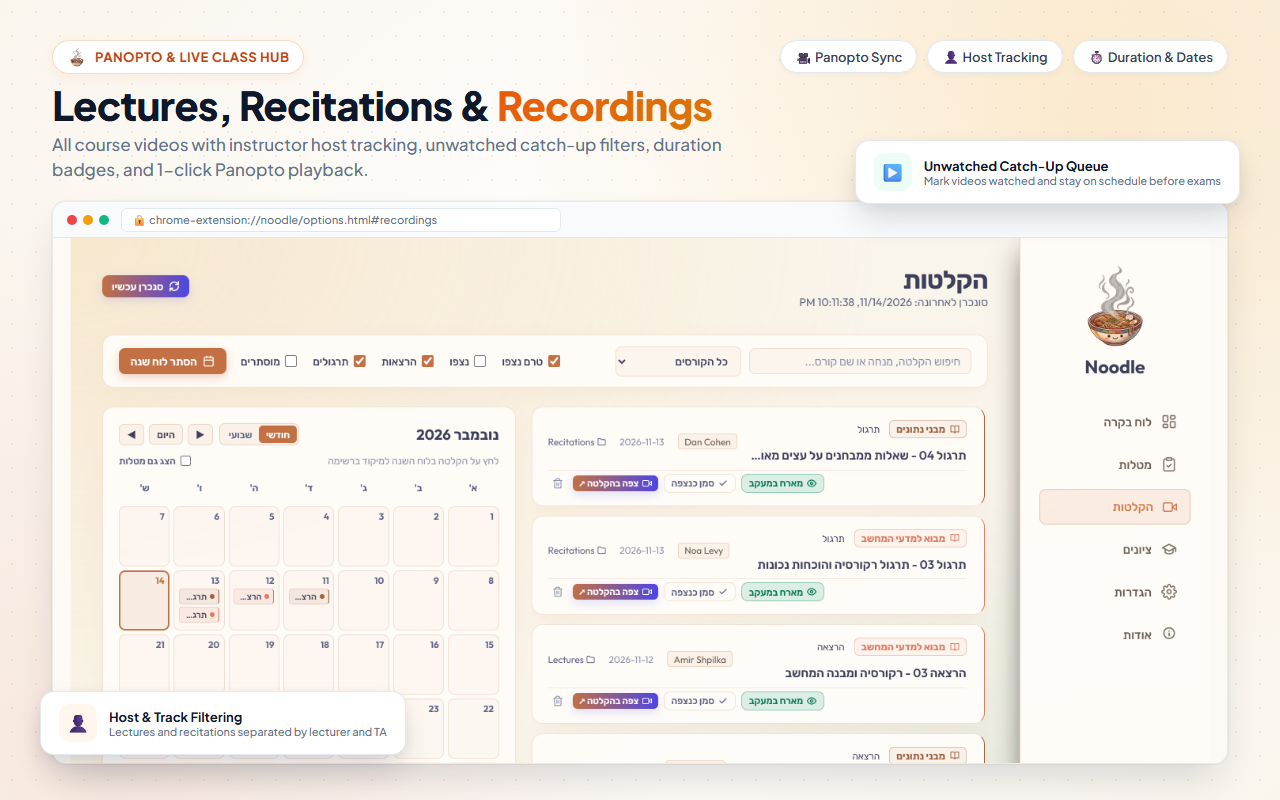 PANOPTO & LIVE CLASS HUB
Panopto Sync
Host Tracking
Duration & Dates
Lectures, Recitations & Recordings
All course videos with instructor host tracking, unwatched catch-up filters, duration
badges, and 1-click Panopto playback.
Unwatched Catch-Up Queue
Mark videos watched and stay on schedule before exams
chrome-extension://noodle/options.html#recordings
Noodle
לוח בקרה
מטלות
הקלטות
ציונים
הגדרות
אודות
הקלטות
סונכרן לאחרונה: 11/14/2026, 10:11:38 PM
סנכרן עכשיו
חיפוש הקלטה, מנחה או שם קורס...
כל הקורסים
טרם נצפו
נצפו
הרצאות
תרגולים
מוסתרים
הסתר לוח שנה
מבני נתונים
תרגול
תרגול 04 - שאלות ממבחנים על עצים מאו...
Dan Cohen
2026-11-13
Recitations
מארח במעקב
סמן כנצפה
צפה בהקלטה ↗
מבוא למדעי המחשב
תרגול
תרגול 03 - תרגול רקורסיה והוכחות נכונות
Noa Levy
2026-11-13
Recitations
מארח במעקב
סמן כנצפה
צפה בהקלטה ↗
מבוא למדעי המחשב
הרצאה
הרצאה 03 - רקורסיה ומבנה המחשב
Amir Shpilka
2026-11-12
Lectures
מארח במעקב
סמן כנצפה
צפה בהקלטה ↗
מבני נתונים
הרצאה
נובמבר 2026
חודשי
שבועי
▶
היום
◀
לחץ על הקלטה בלוח השנה למיקוד ברשימה
הצג גם מטלות
א' ב' ג' ד' ה' ו' ש'
1 2 3 4 5 6 7
8 9 10 11 12 13 14
הרצ...
הרצ...
תרג...
תרג...
15 16 17 18 19 20 21
22 23
Host & Track Filtering
Lectures and recitations separated by lecturer and TA